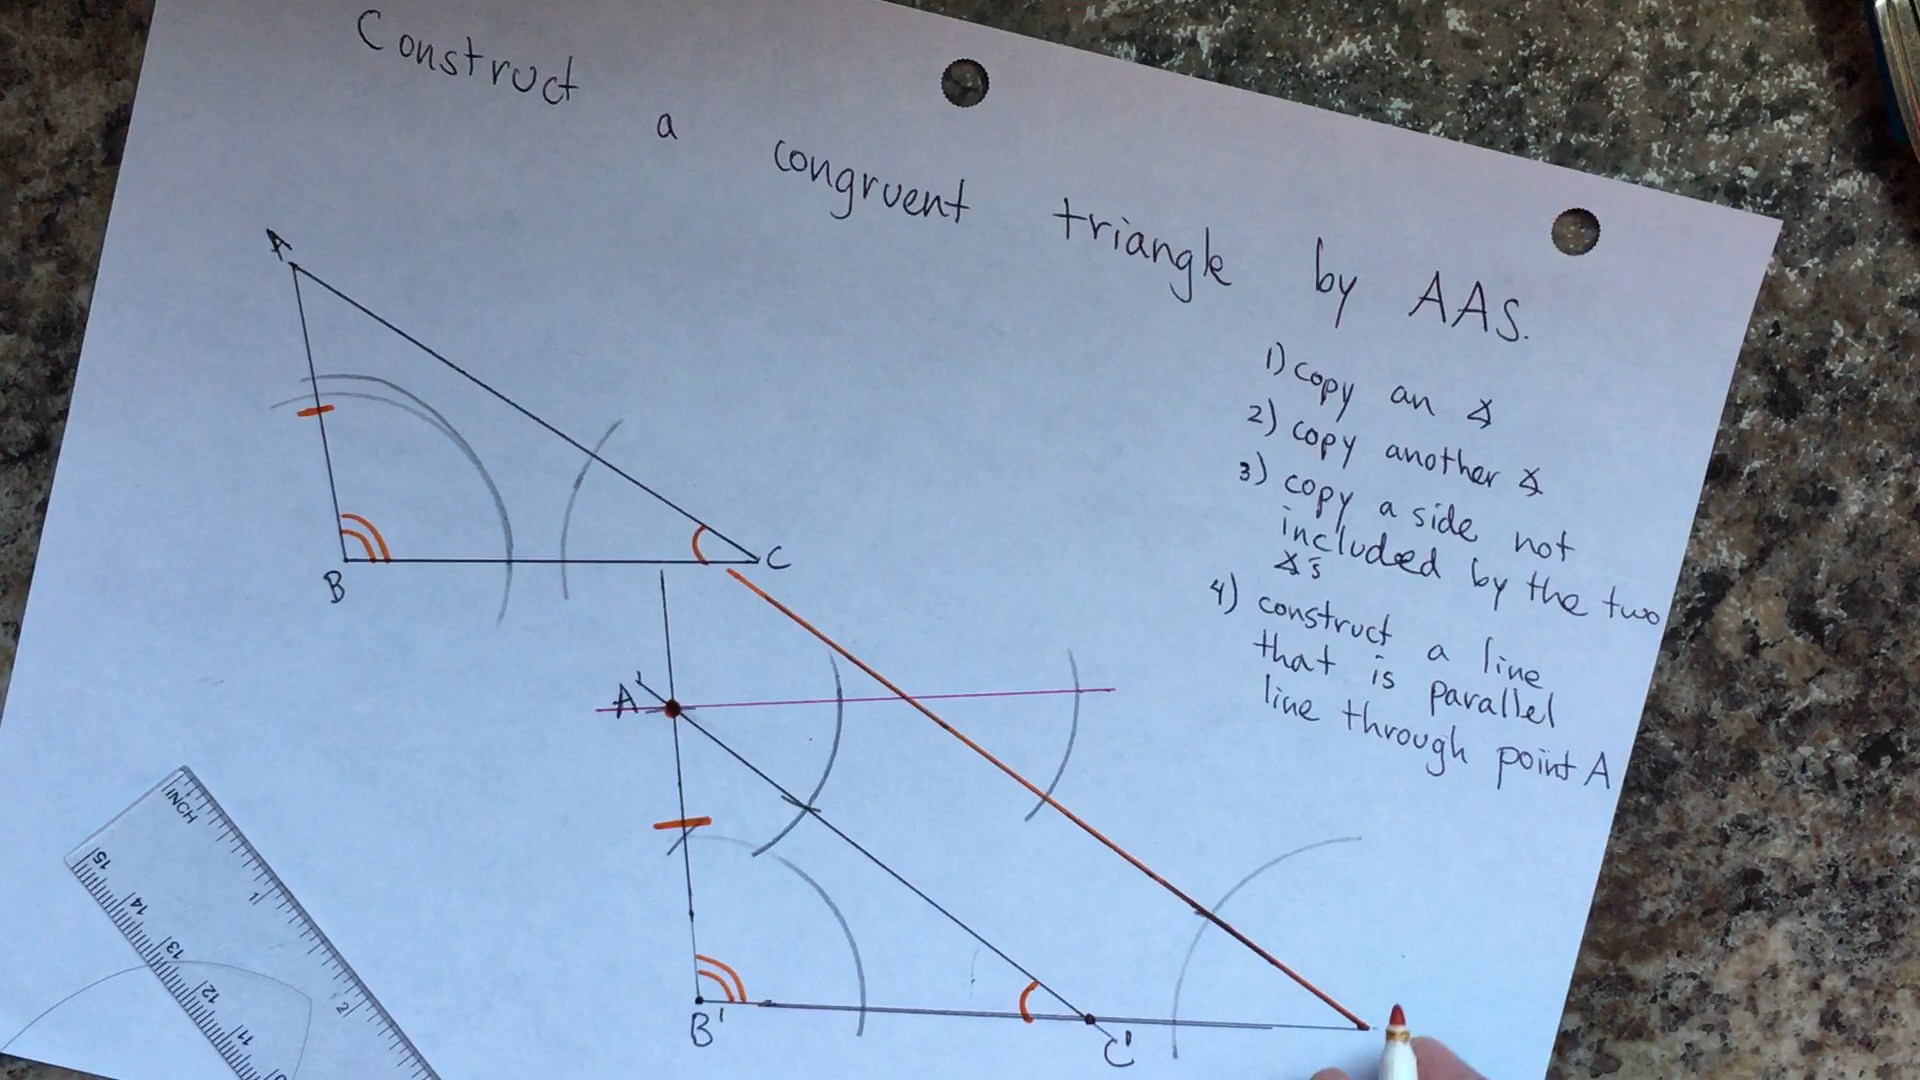 Construct a congruent triangle by AAS.
A
B
C
1) copy an ∡
2) copy another ∡
3) copy a side not
included by the two
∡'s
4) construct a line
that is parallel
line through point A
A'
B'
C'
INCH
1
2
15
14
13
12
11